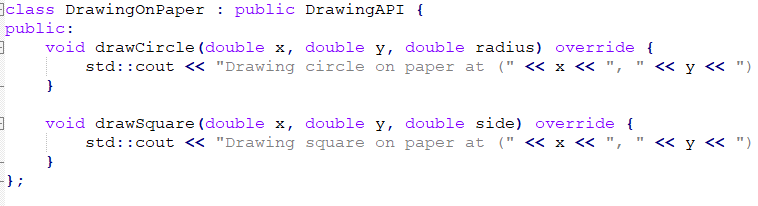 class DrawingOnPaper : public DrawingAPI {
public:
    void drawCircle(double x, double y, double radius) override {
        std::cout << "Drawing circle on paper at (" << x << ", " << y << ")
    }

    void drawSquare(double x, double y, double side) override {
        std::cout << "Drawing square on paper at (" << x << ", " << y << ")
    }
};